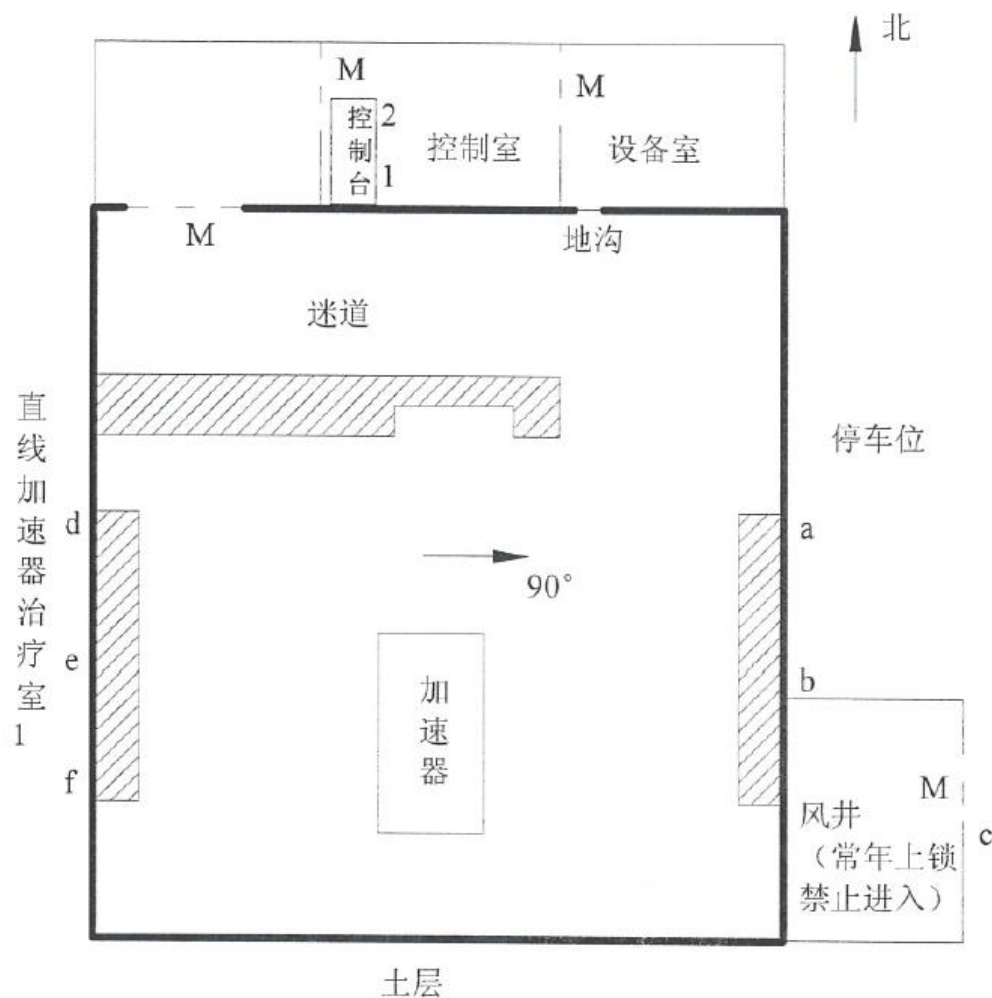 北
M
M
控制台
2
1
控制室
设备室
M
地沟
迷道
直线加速器治疗室1
停车位
d
a
90°
e
b
加速器
f
M
风井
（常年上锁
禁止进入）
c
土层